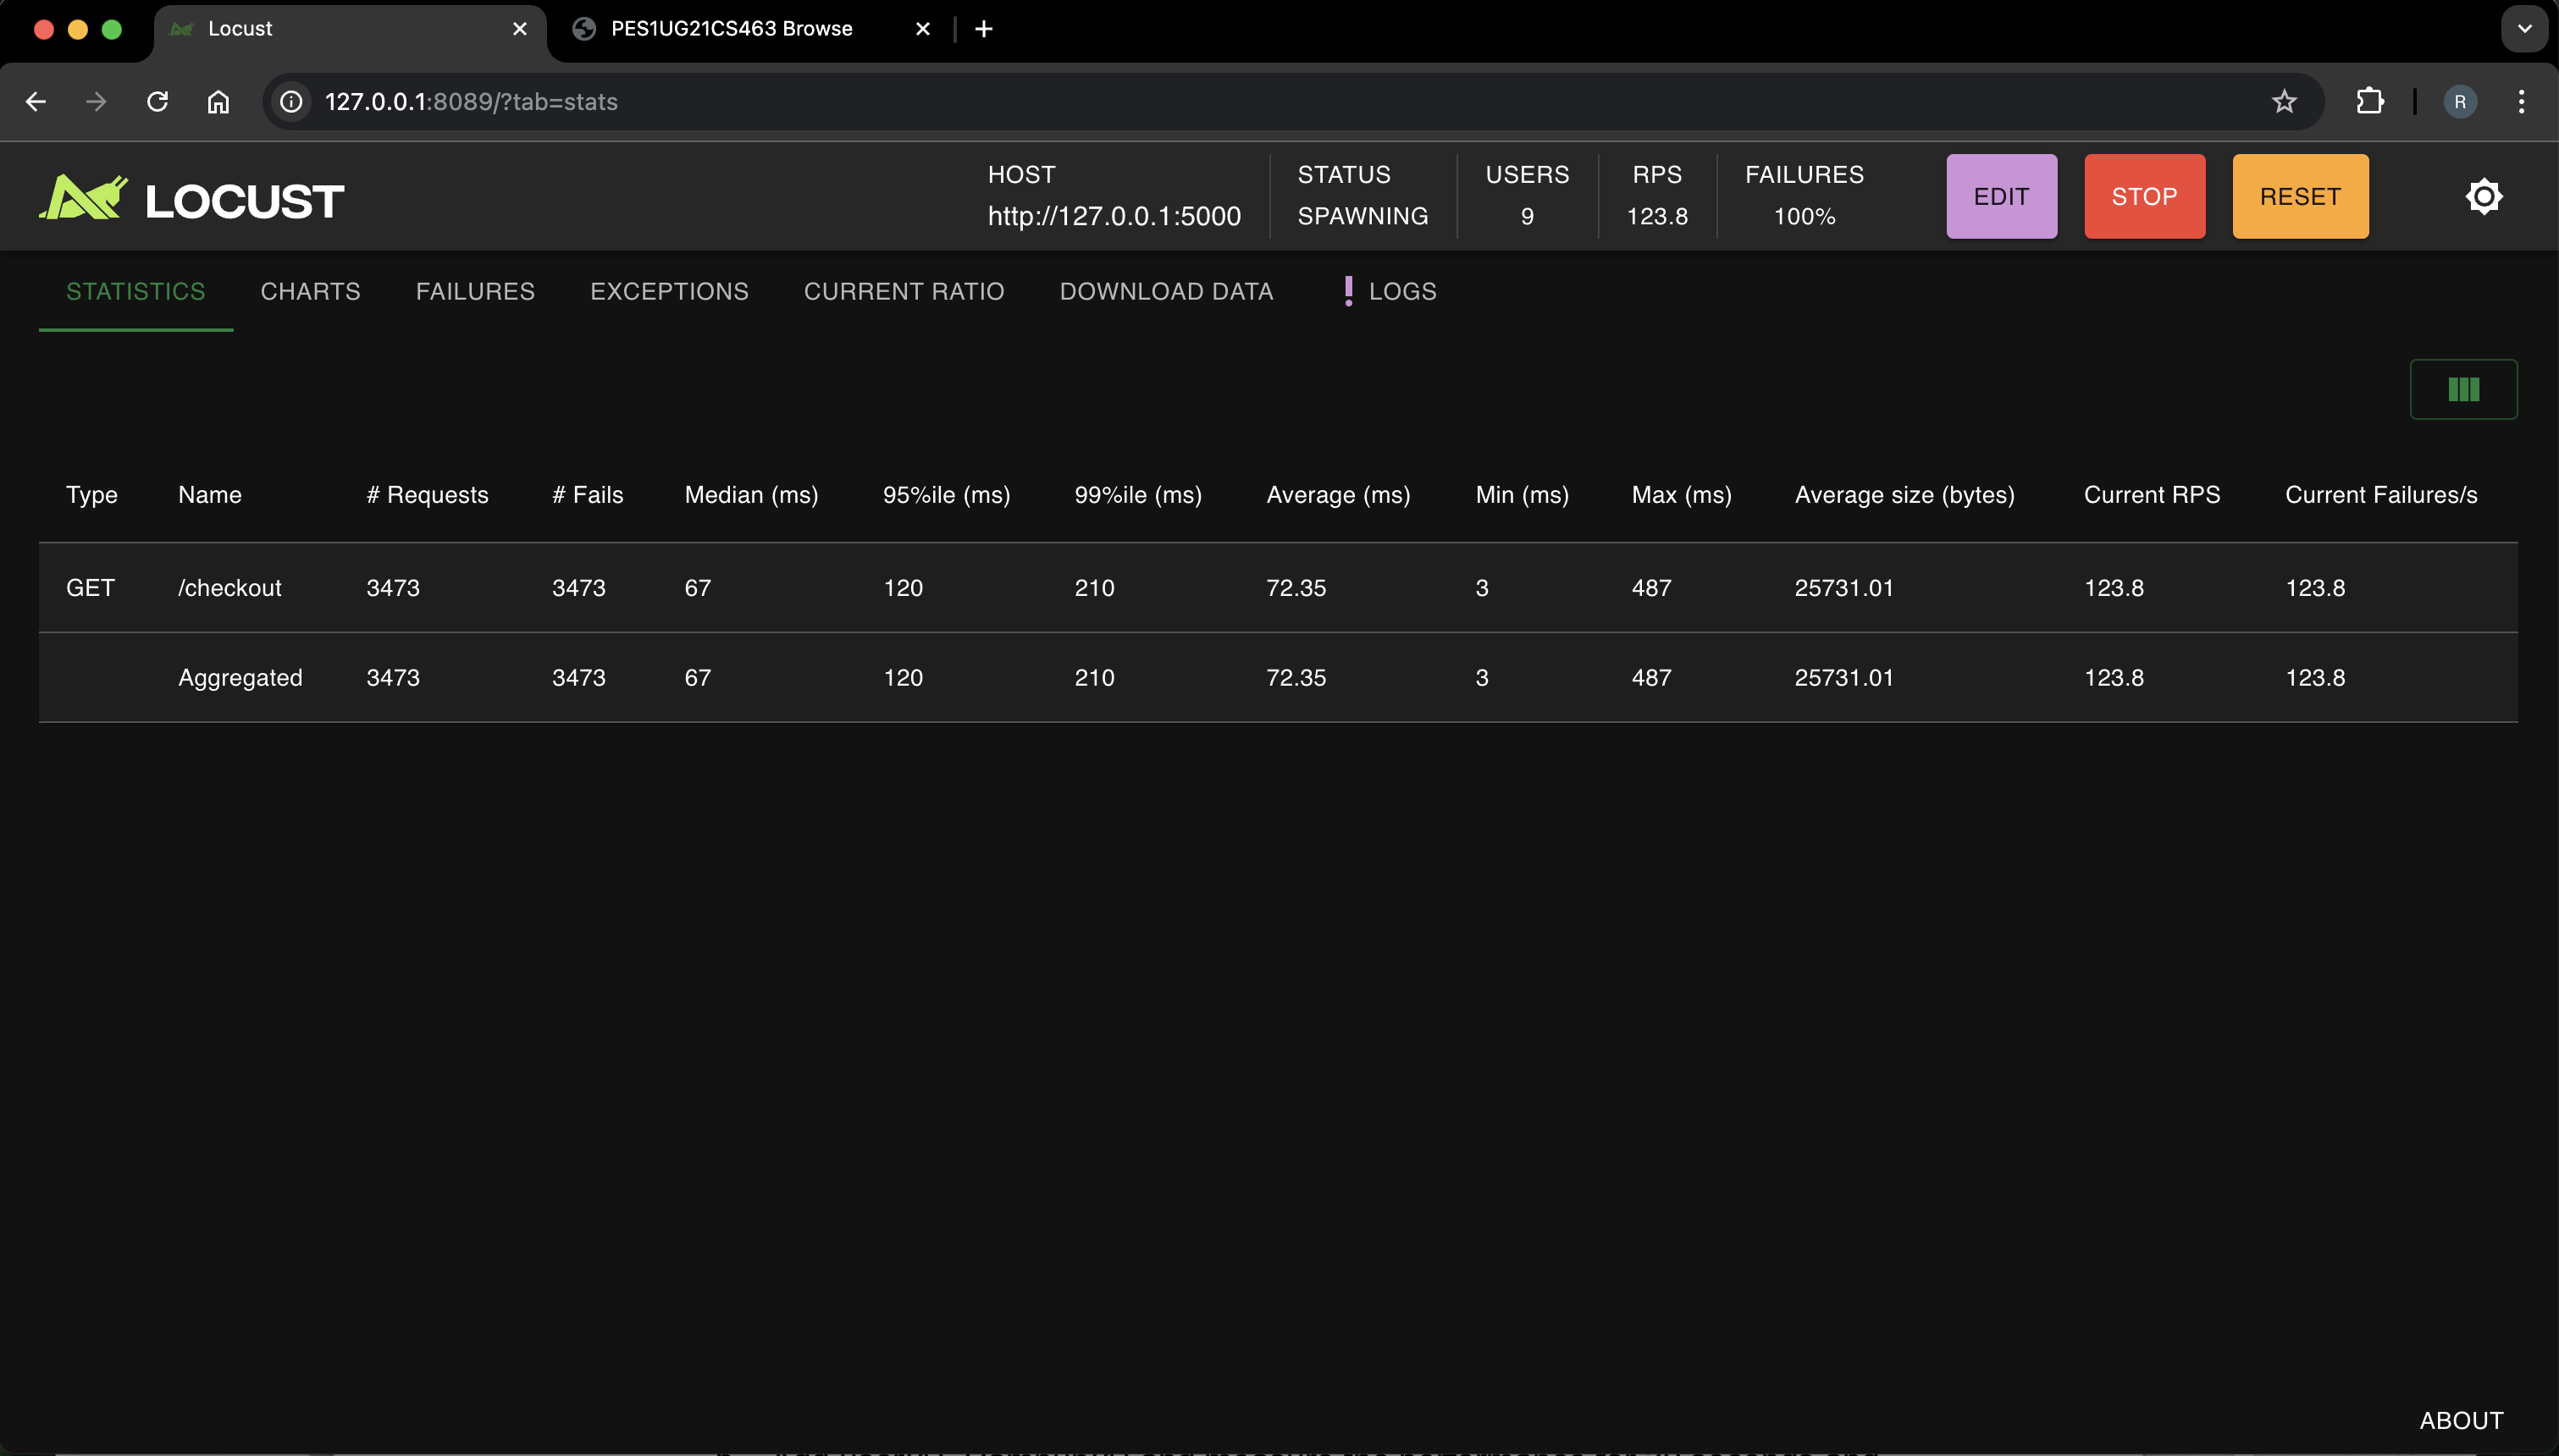 Locust
PES1UG21CS463 Browse
127.0.0.1:8089/?tab=stats
R
LOCUST
HOST
http://127.0.0.1:5000
STATUS
SPAWNING
USERS
9
RPS
123.8
FAILURES
100%
EDIT
STOP
RESET
STATISTICS CHARTS FAILURES EXCEPTIONS CURRENT RATIO DOWNLOAD DATA ! LOGS
Type Name # Requests # Fails Median (ms) 95%ile (ms) 99%ile (ms) Average (ms) Min (ms) Max (ms) Average size (bytes) Current RPS Current Failures/s
GET /checkout 3473 3473 67 120 210 72.35 3 487 25731.01 123.8 123.8
Aggregated 3473 3473 67 120 210 72.35 3 487 25731.01 123.8 123.8
ABOUT